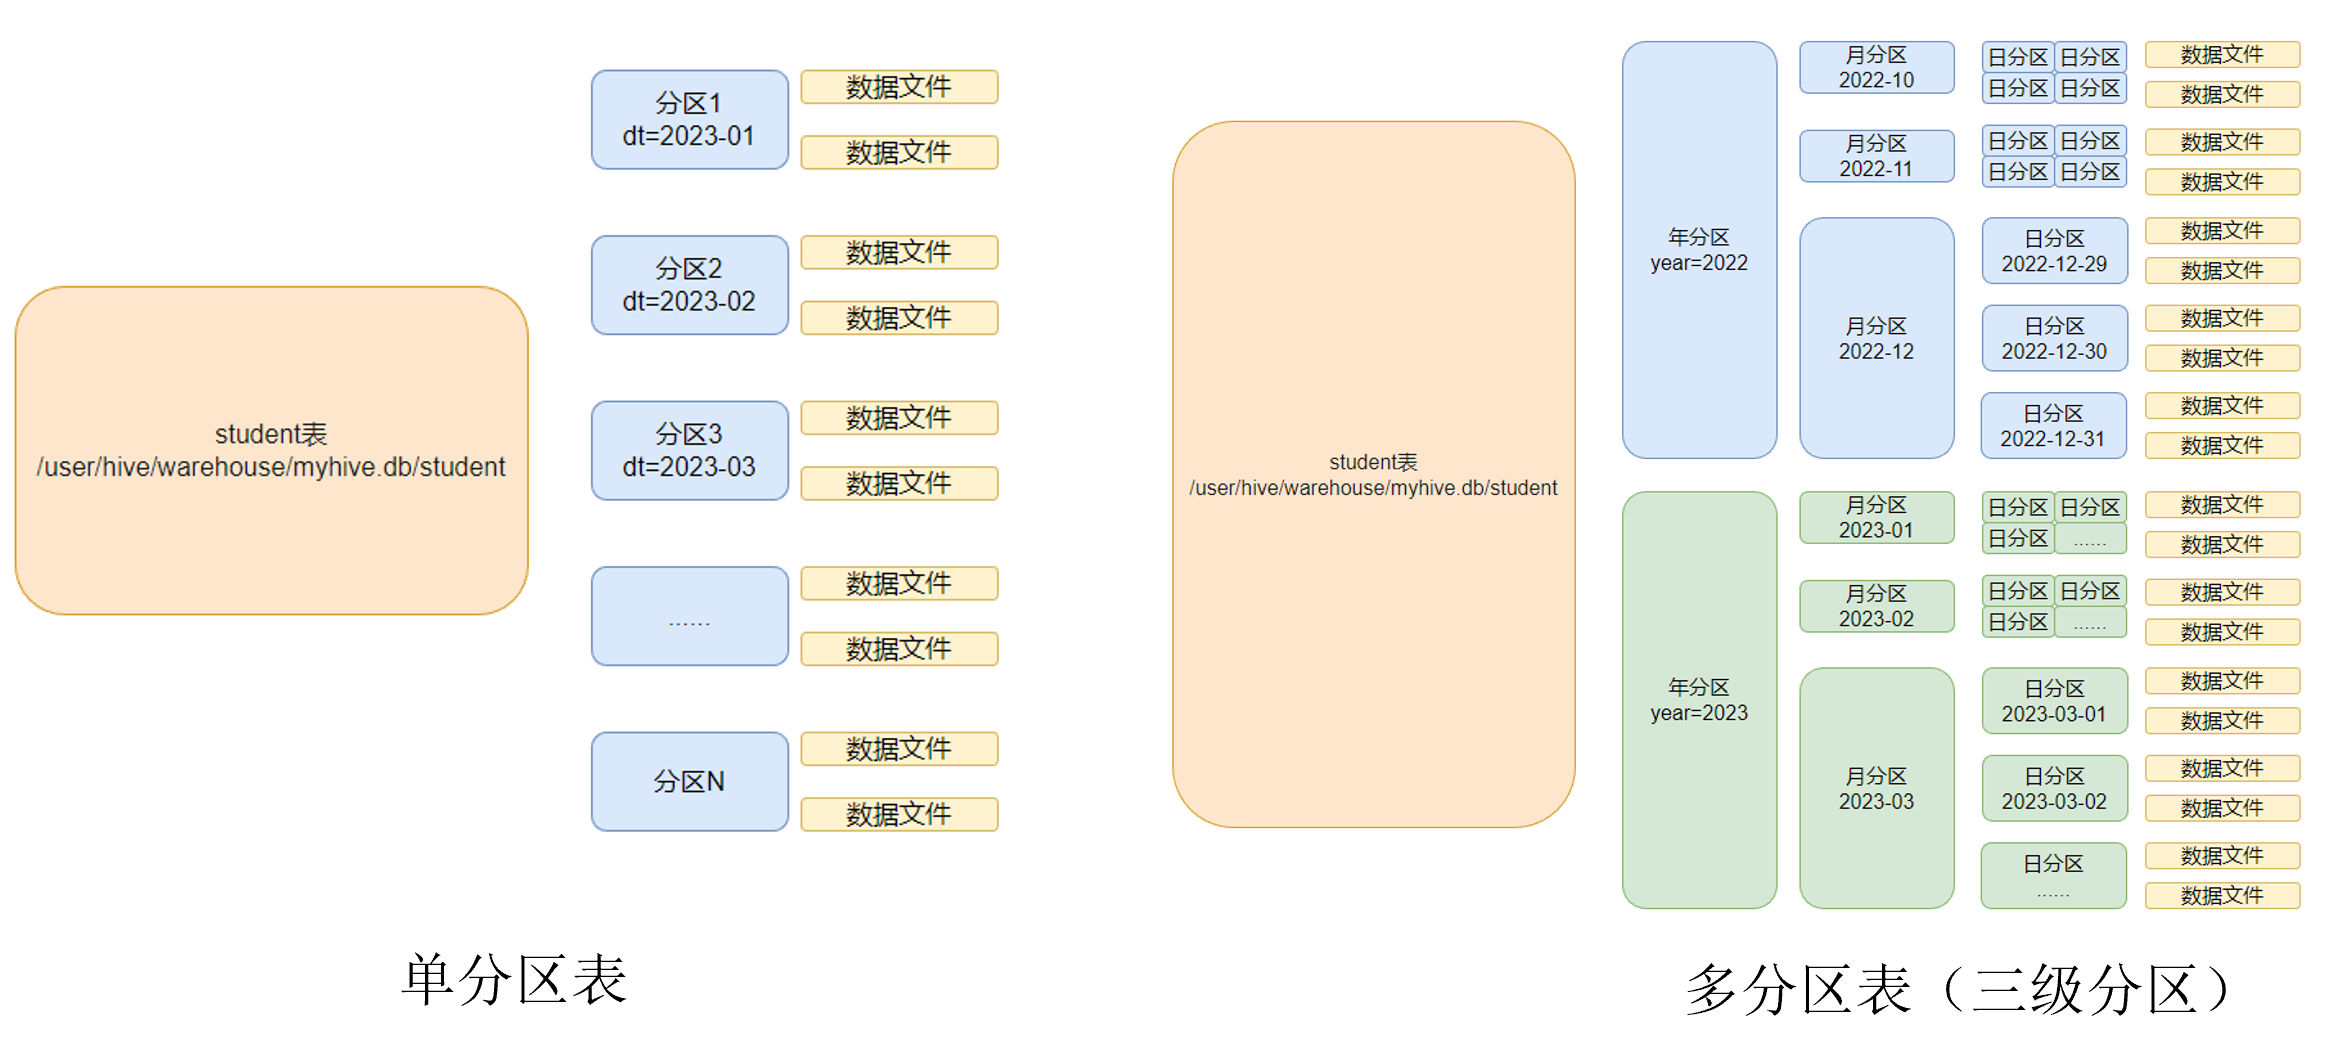 分区1
dt=2023-01
数据文件
数据文件
分区2
dt=2023-02
数据文件
数据文件
student表
/user/hive/warehouse/myhive.db/student
分区3
dt=2023-03
数据文件
数据文件
......
数据文件
数据文件
分区N
数据文件
数据文件
单分区表
student表
/user/hive/warehouse/myhive.db/student
年分区
year=2022
月分区
2022-10
日分区 日分区
日分区 日分区
数据文件
数据文件
月分区
2022-11
日分区 日分区
日分区 日分区
数据文件
数据文件
月分区
2022-12
日分区
2022-12-29
数据文件
数据文件
日分区
2022-12-30
数据文件
数据文件
日分区
2022-12-31
数据文件
数据文件
年分区
year=2023
月分区
2023-01
日分区 日分区
日分区 ......
数据文件
数据文件
月分区
2023-02
日分区 日分区
日分区 ......
数据文件
数据文件
月分区
2023-03
日分区
2023-03-01
数据文件
数据文件
日分区
2023-03-02
数据文件
数据文件
日分区
......
数据文件
数据文件
多分区表（三级分区）